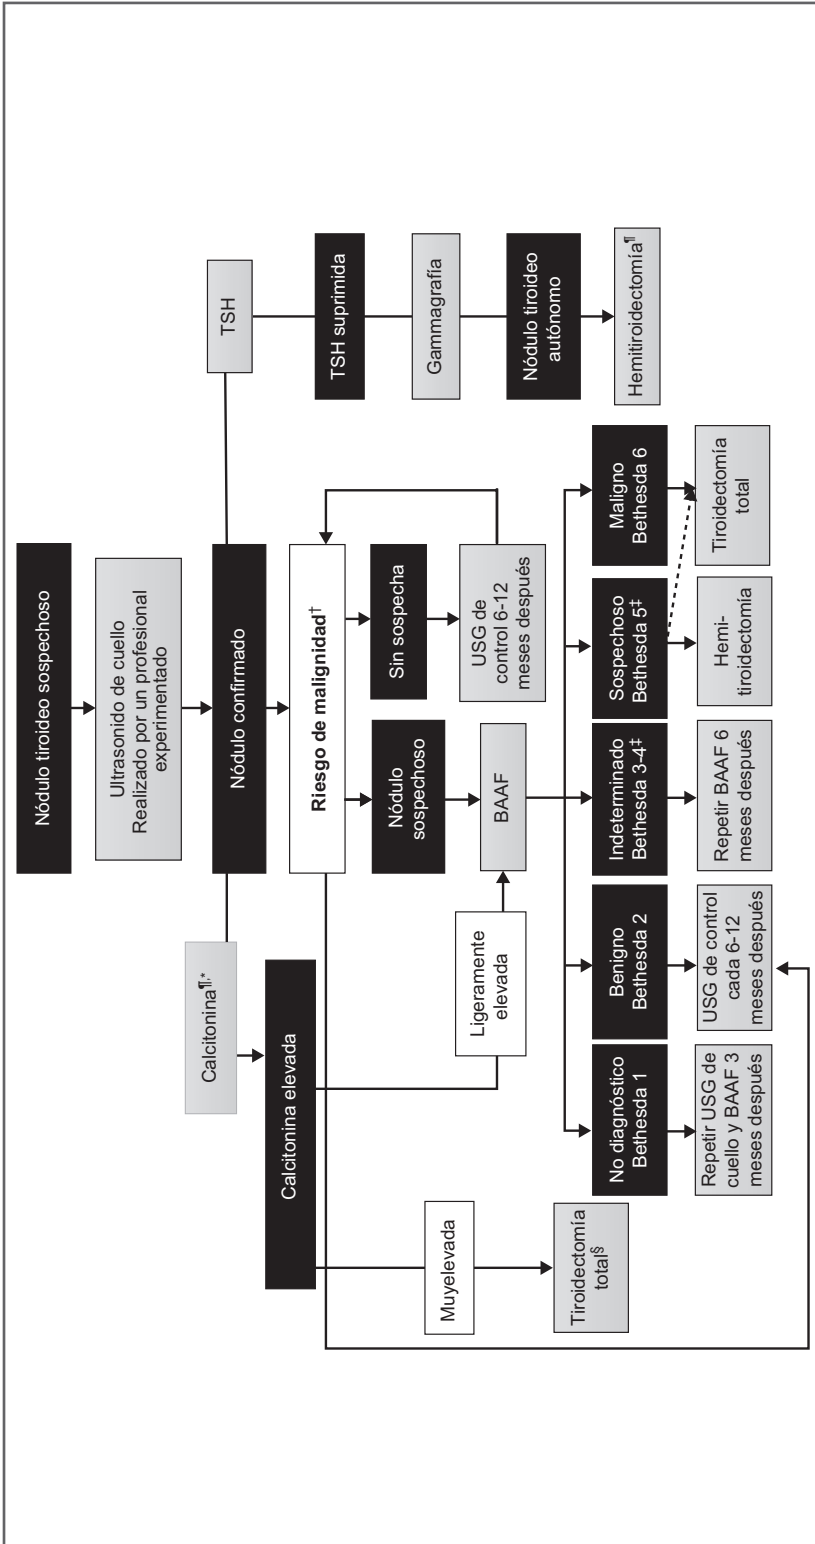 Nódulo tiroideo sospechoso
Ultrasonido de cuello
Realizado por un profesional
experimentado
Calcitonina¶,*
Nódulo confirmado
TSH
Calcitonina elevada
Riesgo de malignidad†
TSH suprimida
Muyelevada
Ligeramente
elevada
Nódulo
sospechoso
Sin sospecha
Gammagrafía
Tiroidectomía
total§
BAAF
USG de
control 6-12
meses después
Nódulo tiroideo
autónomo
Hemitiroidectomía¶
No diagnóstico
Bethesda 1
Benigno
Bethesda 2
Indeterminado
Bethesda 3-4‡
Sospechoso
Bethesda 5‡
Maligno
Bethesda 6
Repetir USG de
cuello y BAAF 3
meses después
USG de control
cada 6-12
meses después
Repetir BAAF 6
meses después
Hemi-
tiroidectomía
Tiroidectomía
total